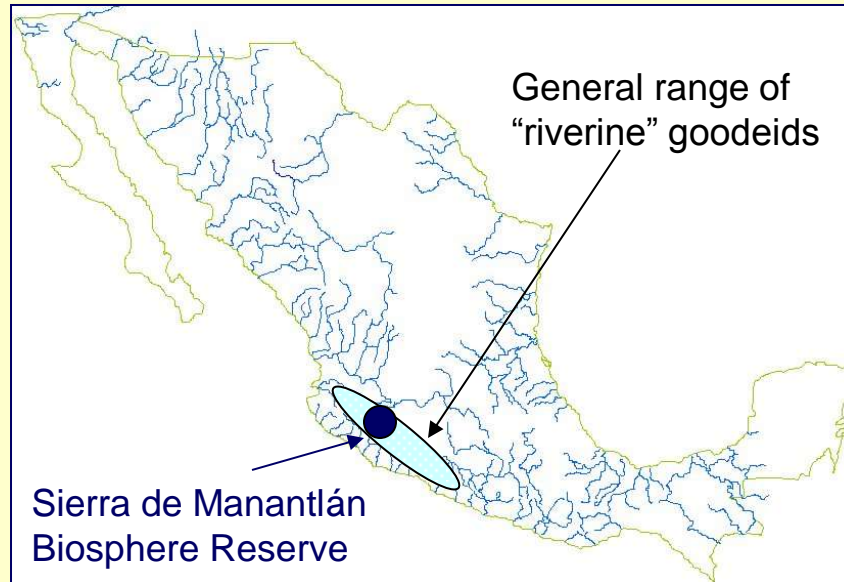 General range of
“riverine” goodeids
Sierra de Manantlán
Biosphere Reserve